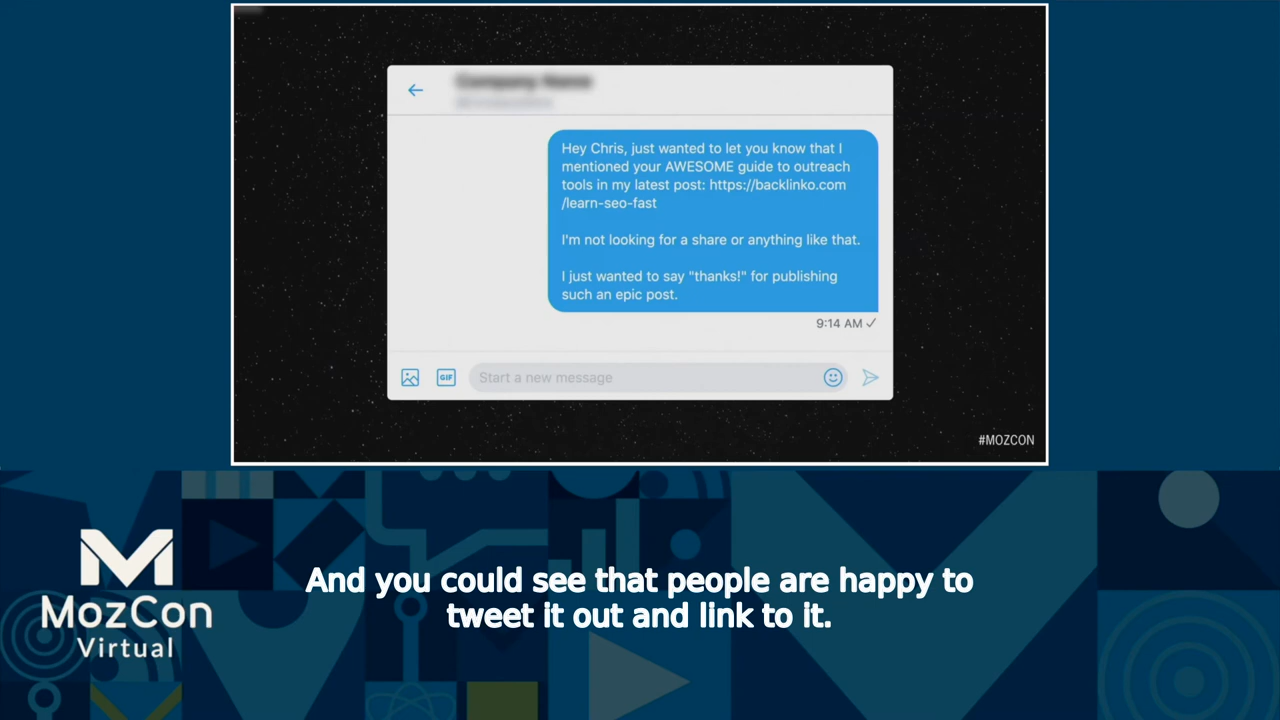 Company Name
Hey Chris, just wanted to let you know that I
mentioned your AWESOME guide to outreach
tools in my latest post: https://backlinko.com
/learn-seo-fast
I'm not looking for a share or anything like that.
I just wanted to say "thanks!" for publishing
such an epic post.
9:14 AM
GIF
Start a new message
#MOZCON
MozCon
Virtual
And you could see that people are happy to
tweet it out and link to it.